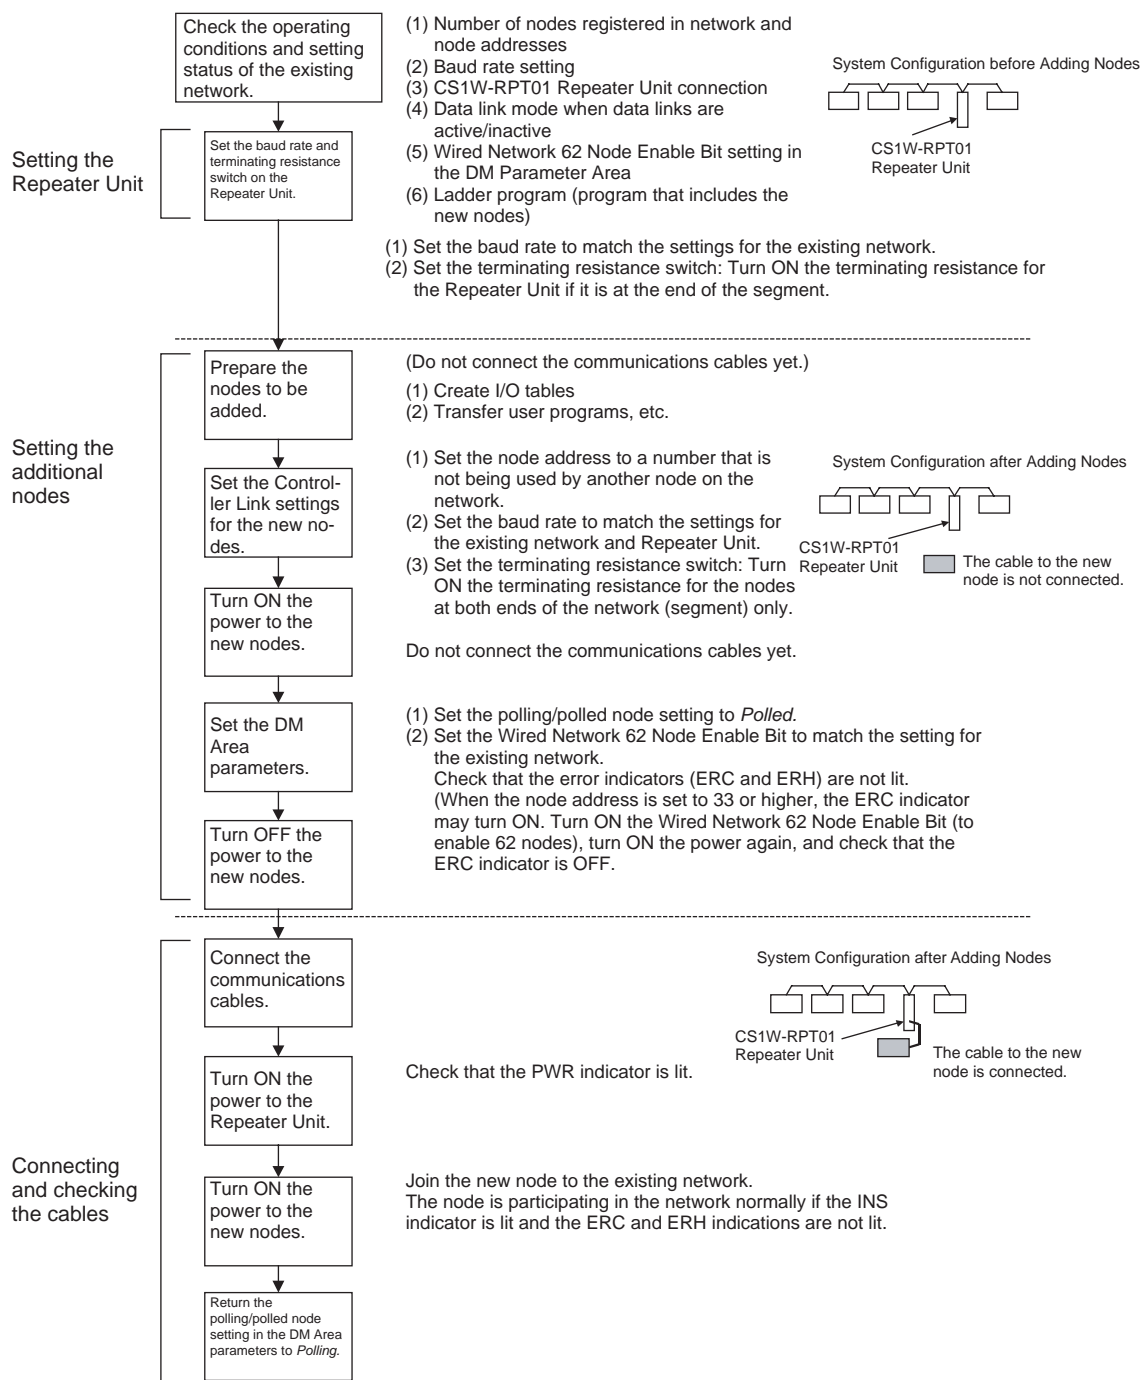 Check the operating
conditions and setting
status of the existing
network.
(1) Number of nodes registered in network and
node addresses
(2) Baud rate setting
(3) CS1W-RPT01 Repeater Unit connection
(4) Data link mode when data links are
active/inactive
(5) Wired Network 62 Node Enable Bit setting in
the DM Parameter Area
(6) Ladder program (program that includes the
new nodes)
System Configuration before Adding Nodes
CS1W-RPT01
Repeater Unit
Setting the
Repeater Unit
Set the baud rate and
terminating resistance
switch on the
Repeater Unit.
(1) Set the baud rate to match the settings for the existing network.
(2) Set the terminating resistance switch: Turn ON the terminating resistance for
the Repeater Unit if it is at the end of the segment.
Setting the
additional
nodes
Prepare the
nodes to be
added.
(Do not connect the communications cables yet.)
(1) Create I/O tables
(2) Transfer user programs, etc.
Set the Control-
ler Link settings
for the new no-
des.
(1) Set the node address to a number that is
not being used by another node on the
network.
(2) Set the baud rate to match the settings for
the existing network and Repeater Unit.
(3) Set the terminating resistance switch: Turn
ON the terminating resistance for the nodes
at both ends of the network (segment) only.
System Configuration after Adding Nodes
CS1W-RPT01
Repeater Unit
The cable to the new
node is not connected.
Turn ON the
power to the
new nodes.
Do not connect the communications cables yet.
Set the DM
Area
parameters.
(1) Set the polling/polled node setting to Polled.
(2) Set the Wired Network 62 Node Enable Bit to match the setting for
the existing network.
Check that the error indicators (ERC and ERH) are not lit.
(When the node address is set to 33 or higher, the ERC indicator
may turn ON. Turn ON the Wired Network 62 Node Enable Bit (to
enable 62 nodes), turn ON the power again, and check that the
ERC indicator is OFF.
Turn OFF the
power to the
new nodes.
Connecting
and checking
the cables
Connect the
communications
cables.
System Configuration after Adding Nodes
CS1W-RPT01
Repeater Unit
The cable to the new
node is connected.
Turn ON the
power to the
Repeater Unit.
Check that the PWR indicator is lit.
Turn ON the
power to the
new nodes.
Join the new node to the existing network.
The node is participating in the network normally if the INS
indicator is lit and the ERC and ERH indications are not lit.
Return the
polling/polled node
setting in the DM Area
parameters to Polling.